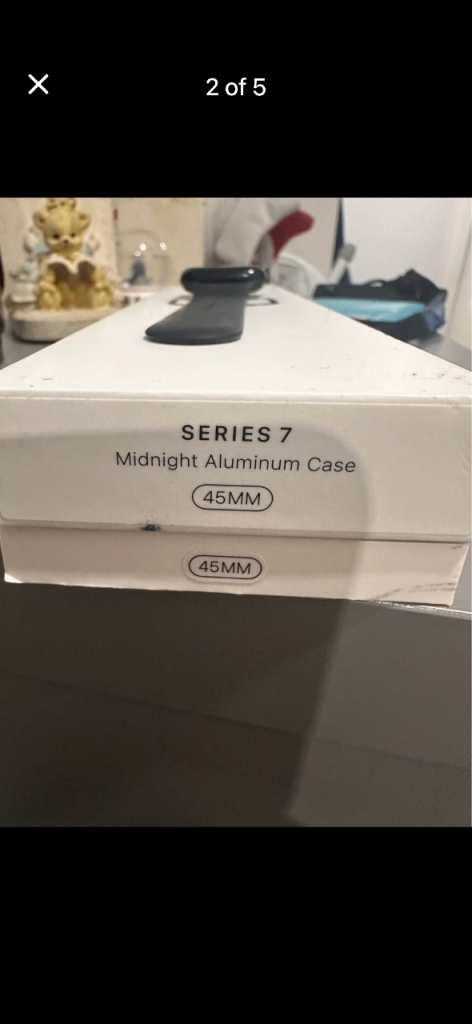 2 of 5
SERIES 7
Midnight Aluminum Case
45MM
45MM